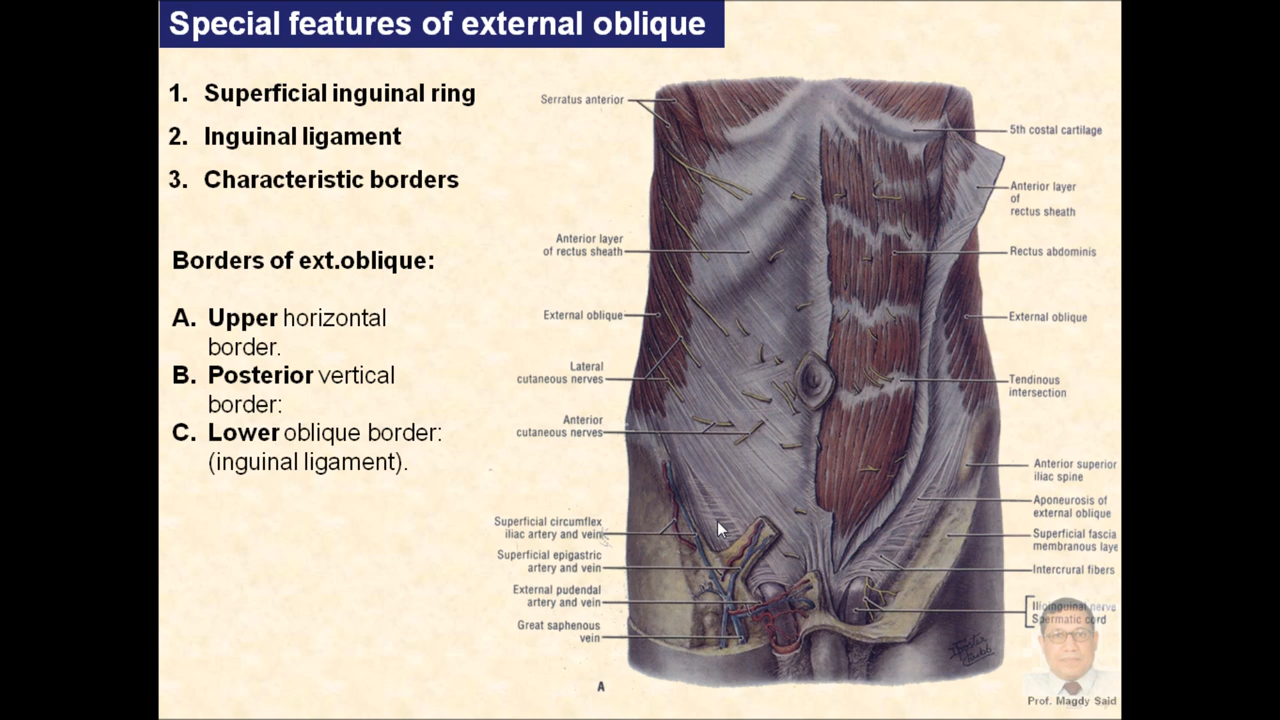 Special features of external oblique
1. Superficial inguinal ring
2. Inguinal ligament
3. Characteristic borders
Borders of ext.oblique:
A. Upper horizontal
border.
B. Posterior vertical
border:
C. Lower oblique border:
(inguinal ligament).
Serratus anterior
Anterior layer
of rectus sheath
External oblique
Lateral
cutaneous nerves
Anterior
cutaneous nerves
Superficial circumflex
iliac artery and vein
Superficial epigastric
artery and vein
External pudendal
artery and vein
Great saphenous
vein
A
5th costal cartilage
Anterior layer
of
rectus sheath
Rectus abdominis
External oblique
Tendinous
intersection
Anterior superior
iliac spine
Aponeurosis of
external oblique
Superficial fascia
membranous laye
Intercrural fibers
Ilioinguinal nerve
Spermatic cord
Prof. Magdy Said